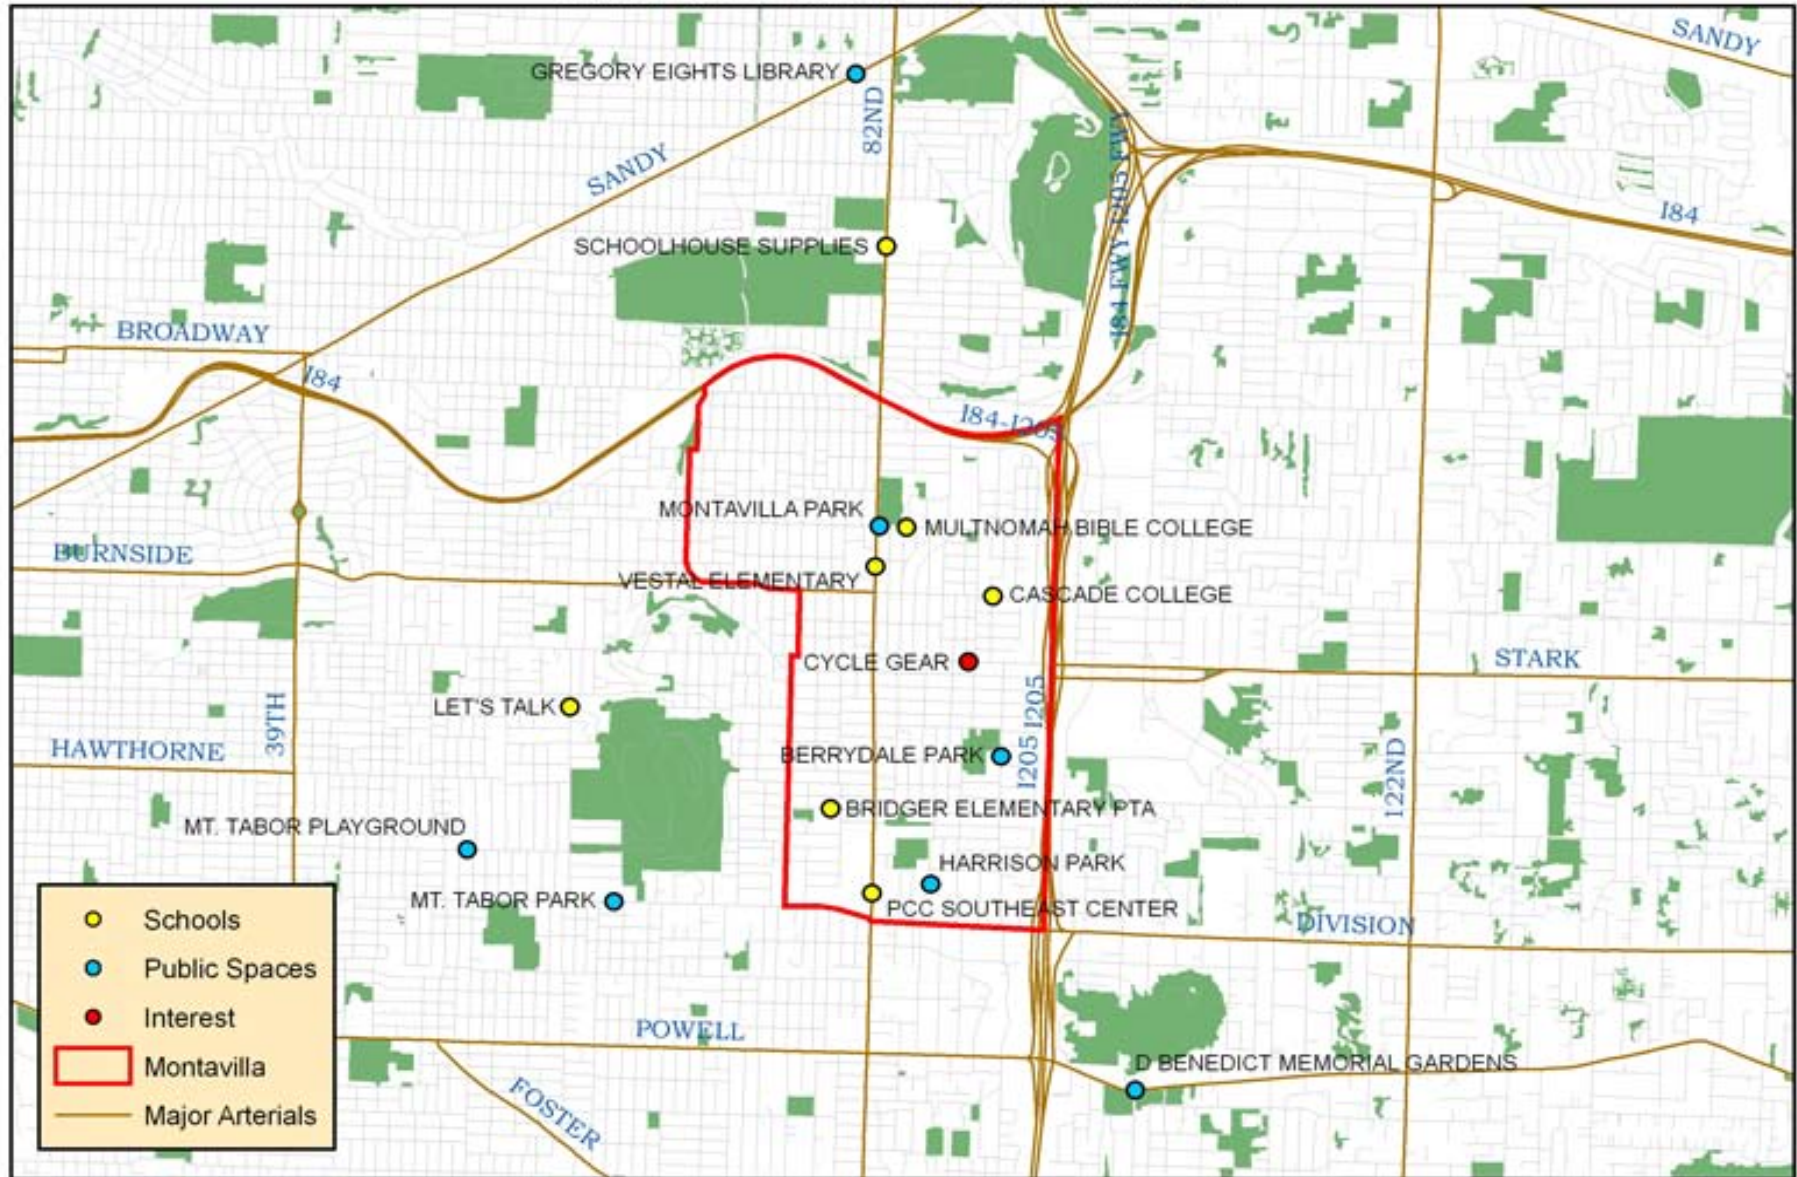 SANDY
GREGORY EIGHTS LIBRARY
82ND
SANDY
I84
SCHOOLHOUSE SUPPLIES
BROADWAY
I84
I84-I205
MONTAVILLA PARK
MULTNOMAH BIBLE COLLEGE
BURNSIDE
VESTAL ELEMENTARY
CASCADE COLLEGE
CYCLE GEAR
STARK
LET'S TALK
39TH
I205 I205
HAWTHORNE
BERRYDALE PARK
122ND
BRIDGER ELEMENTARY PTA
MT. TABOR PLAYGROUND
HARRISON PARK
MT. TABOR PARK
PCC SOUTHEAST CENTER
DIVISION
POWELL
D BENEDICT MEMORIAL GARDENS
FOSTER
Schools
Public Spaces
Interest
Montavilla
Major Arterials